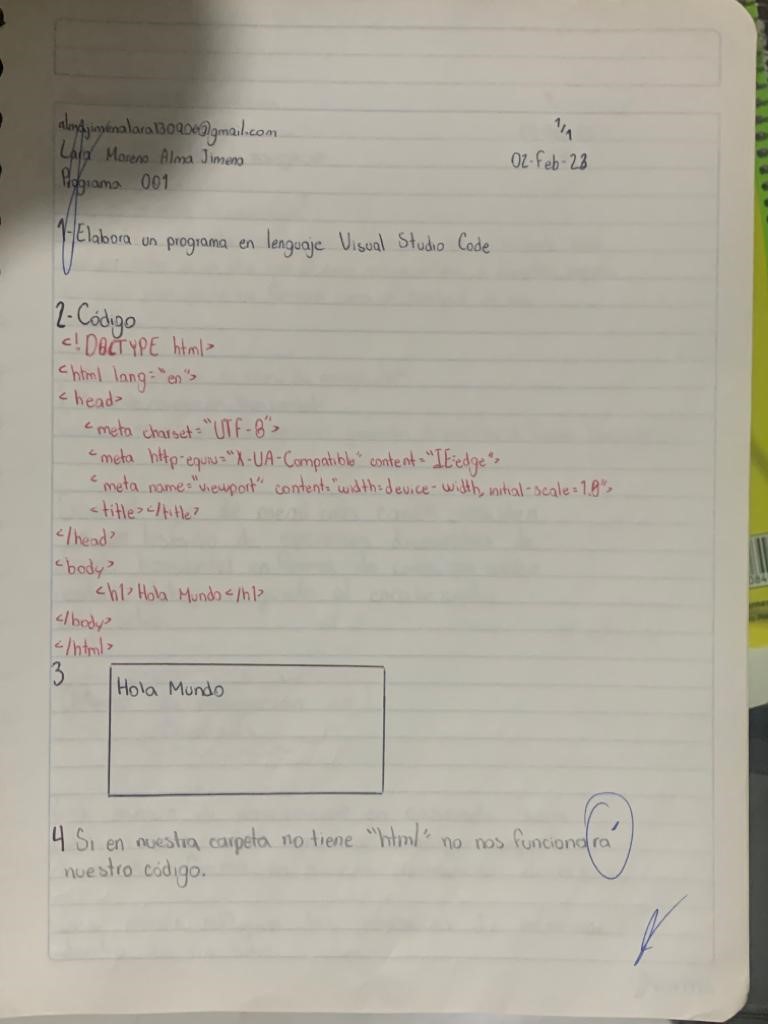 almajimenalara130906@gmail.com
1/1
Lara Moreno Alma Jimena
02-Feb-23
Programa 001
1-Elabora un programa en lenguaje Visual Studio Code
2-Código
<!DOCTYPE html>
<html lang="en">
<head>
<meta charset="UTF-8">
<meta http-equiv="X-UA-Compatible" content="IE=edge">
<meta name="viewport" content="width=device-width, initial-scale=1.0">
<title></title>
</head>
<body>
<h1>Hola Mundo</h1>
</body>
</html>
3
Hola Mundo
4 Si en nuestra carpeta no tiene "html" no nos funcionará
nuestro código.